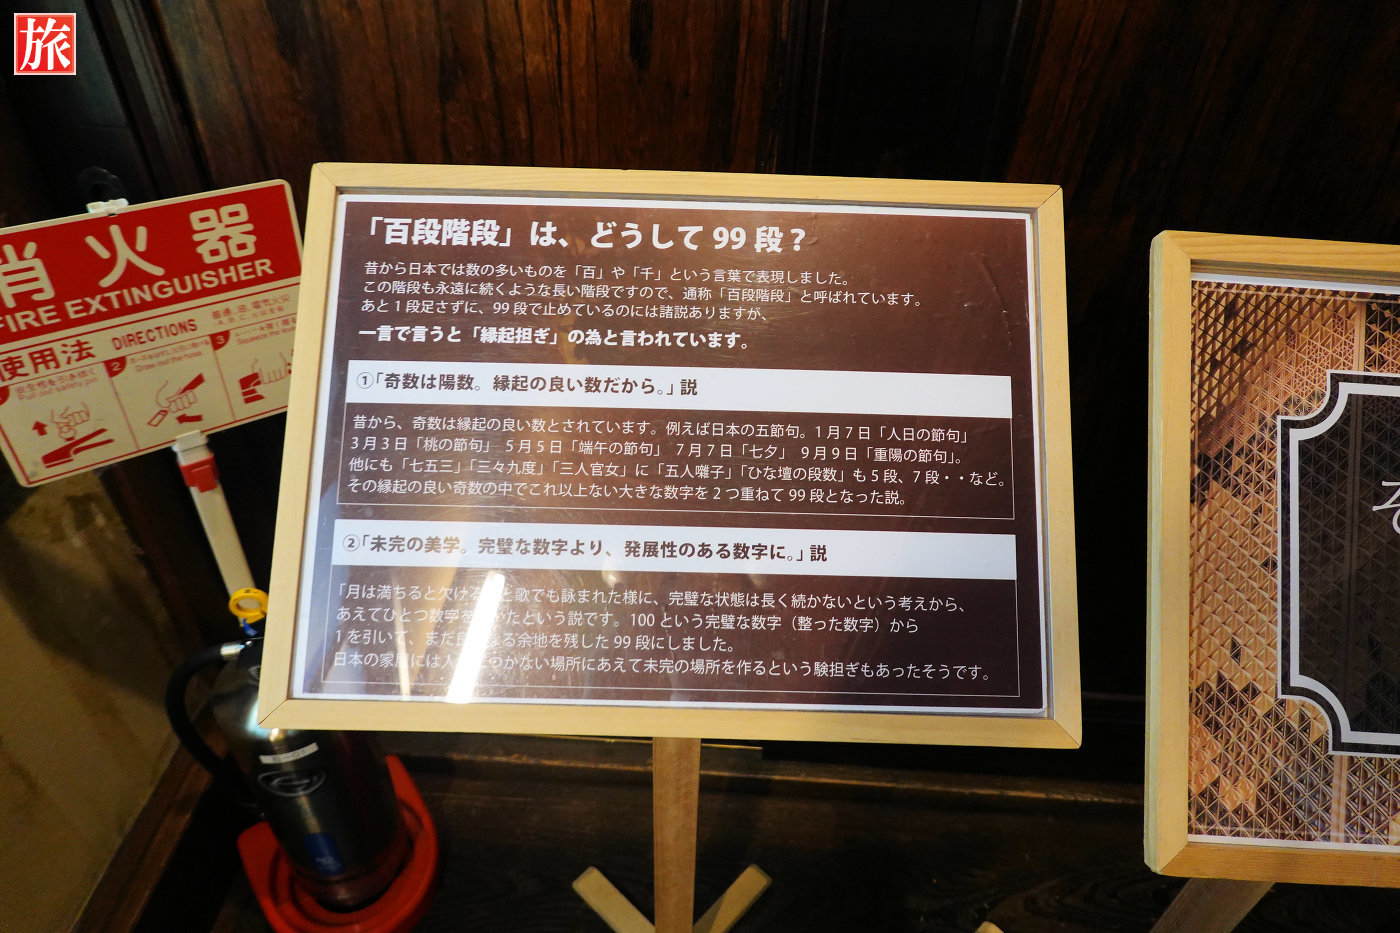 旅
消火器
FIRE EXTINGUISHER
使用法 DIRECTIONS
2
Draw out the hose
3
「百段階段」は、どうして 99 段？
昔から日本では数の多いものを「百」や「千」という言葉で表現しました。
この階段も永遠に続くような長い階段ですので、通称「百段階段」と呼ばれています。
あと 1 段足さずに、99 段で止めているのには諸説ありますが、
一言で言うと「縁起担ぎ」の為と言われています。
①「奇数は陽数。縁起の良い数だから。」説
昔から、奇数は縁起の良い数とされています。例えば日本の五節句。1 月 7 日「人日の節句」
3 月 3 日「桃の節句」 5 月 5 日「端午の節句」 7 月 7 日「七夕」 9 月 9 日「重陽の節句」。
他にも「七五三」「三々九度」「三人官女」に「五人囃子」「ひな壇の段数」も 5 段、7 段・・など。
その縁起の良い奇数の中でこれ以上ない大きな数字を 2 つ重ねて 99 段となった説。
②「未完の美学。完璧な数字より、発展性のある数字に。」説
「月は満ちると欠ける と歌でも詠まれた様に、完璧な状態は長く続かないという考えから、
あえてひとつ数字を たという説です。100 という完璧な数字（整った数字）から
1 を引いて、まだ る余地を残した 99 段にしました。
日本の家屋には人 つかない場所にあえて未完の場所を作るという験担ぎもあったそうです。